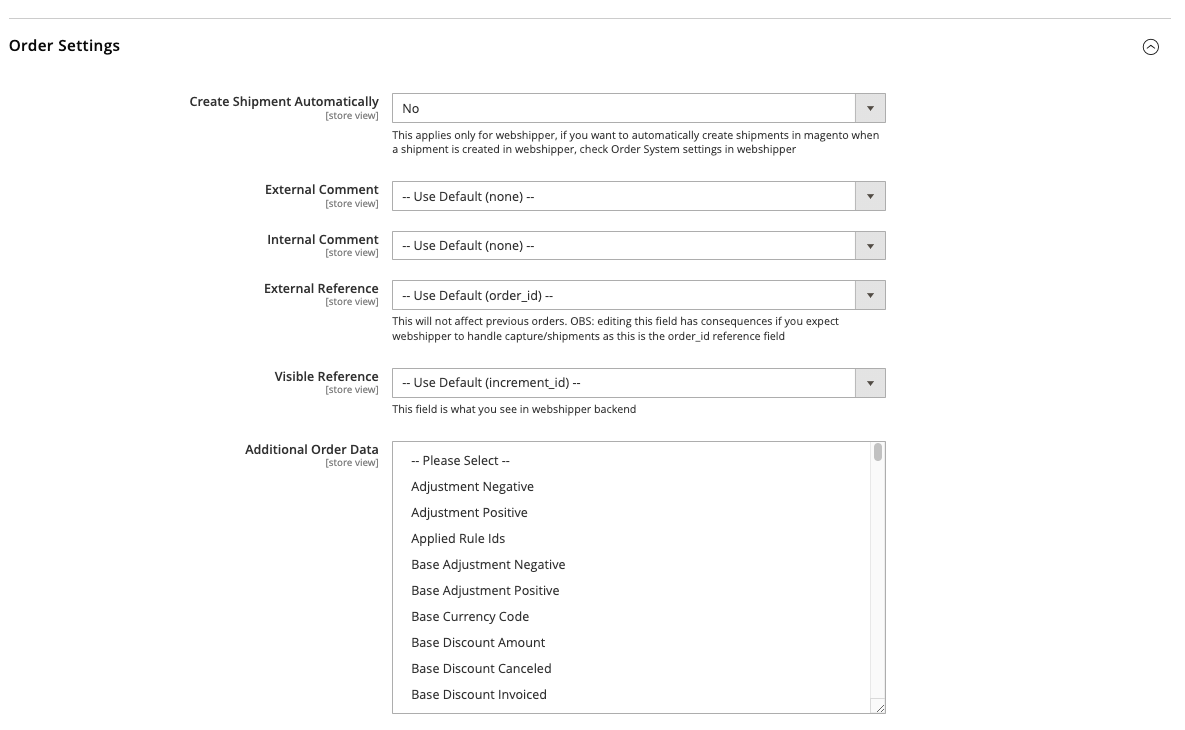 Order Settings
Create Shipment Automatically
[store view]
No
This applies only for webshipper, if you want to automatically create shipments in magento when
a shipment is created in webshipper, check Order System settings in webshipper
External Comment
[store view]
-- Use Default (none) --
Internal Comment
[store view]
-- Use Default (none) --
External Reference
[store view]
-- Use Default (order_id) --
This will not affect previous orders. OBS: editing this field has consequences if you expect
webshipper to handle capture/shipments as this is the order_id reference field
Visible Reference
[store view]
-- Use Default (increment_id) --
This field is what you see in webshipper backend
Additional Order Data
[store view]
-- Please Select --
Adjustment Negative
Adjustment Positive
Applied Rule Ids
Base Adjustment Negative
Base Adjustment Positive
Base Currency Code
Base Discount Amount
Base Discount Canceled
Base Discount Invoiced